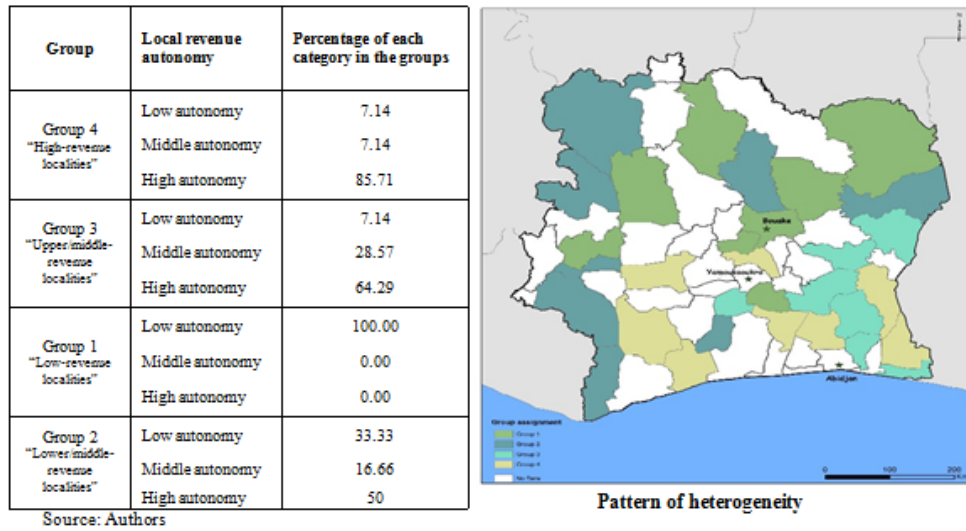 Group
Local revenue
autonomy
Percentage of each
category in the groups
Group 4
“High-revenue
localities”
Low autonomy 7.14
Middle autonomy 7.14
High autonomy 85.71
Group 3
“Upper/middle-
revenue
localities”
Low autonomy 7.14
Middle autonomy 28.57
High autonomy 64.29
Group 1
“Low-revenue
localities”
Low autonomy 100.00
Middle autonomy 0.00
High autonomy 0.00
Group 2
“Lower/middle-
revenue
localities”
Low autonomy 33.33
Middle autonomy 16.66
High autonomy 50
Source: Authors
Bouake
Yamoussoukro
Abidjan
Group assignment
Group 1
Group 2
Group 3
Group 4
No Data
0 100 200
Pattern of heterogeneity